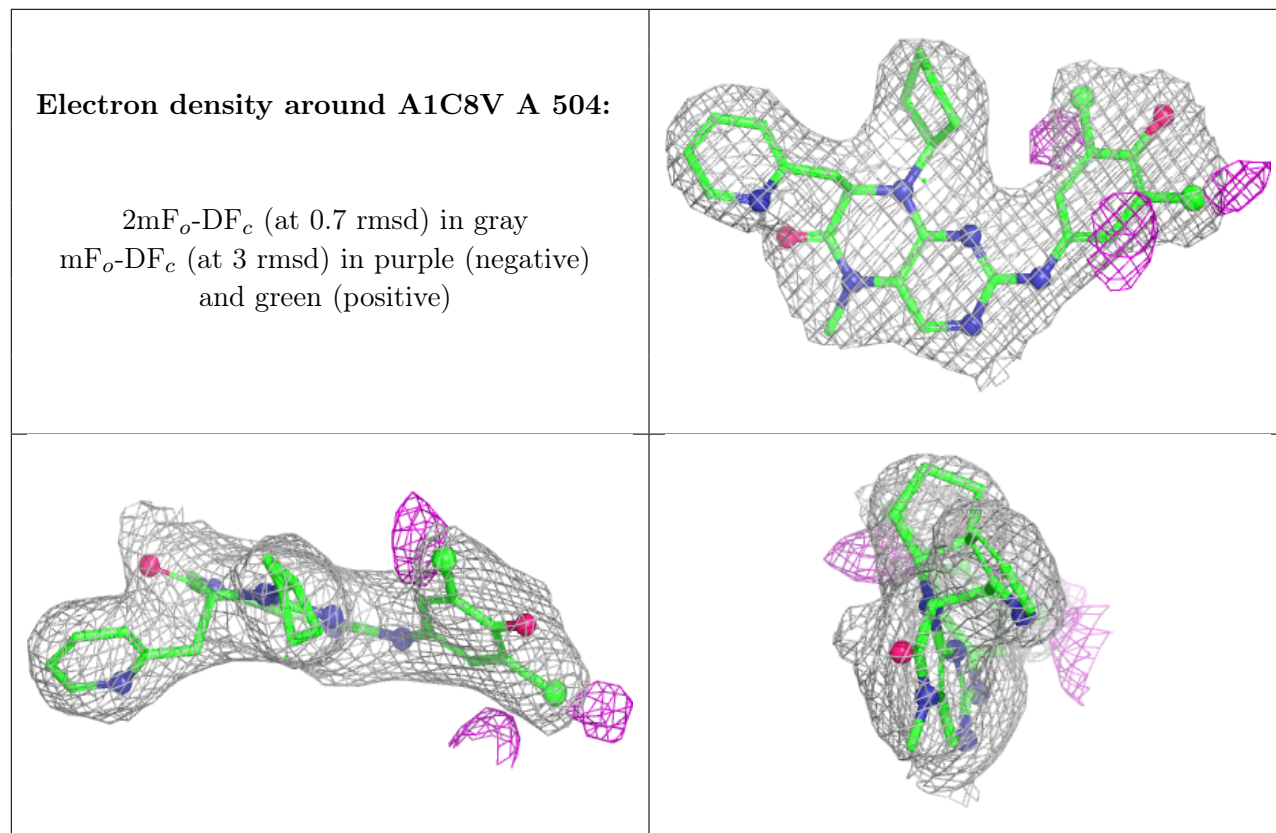 Electron density around A1C8V A 504:
2mFo-DFc (at 0.7 rmsd) in gray
mFo-DFc (at 3 rmsd) in purple (negative)
and green (positive)